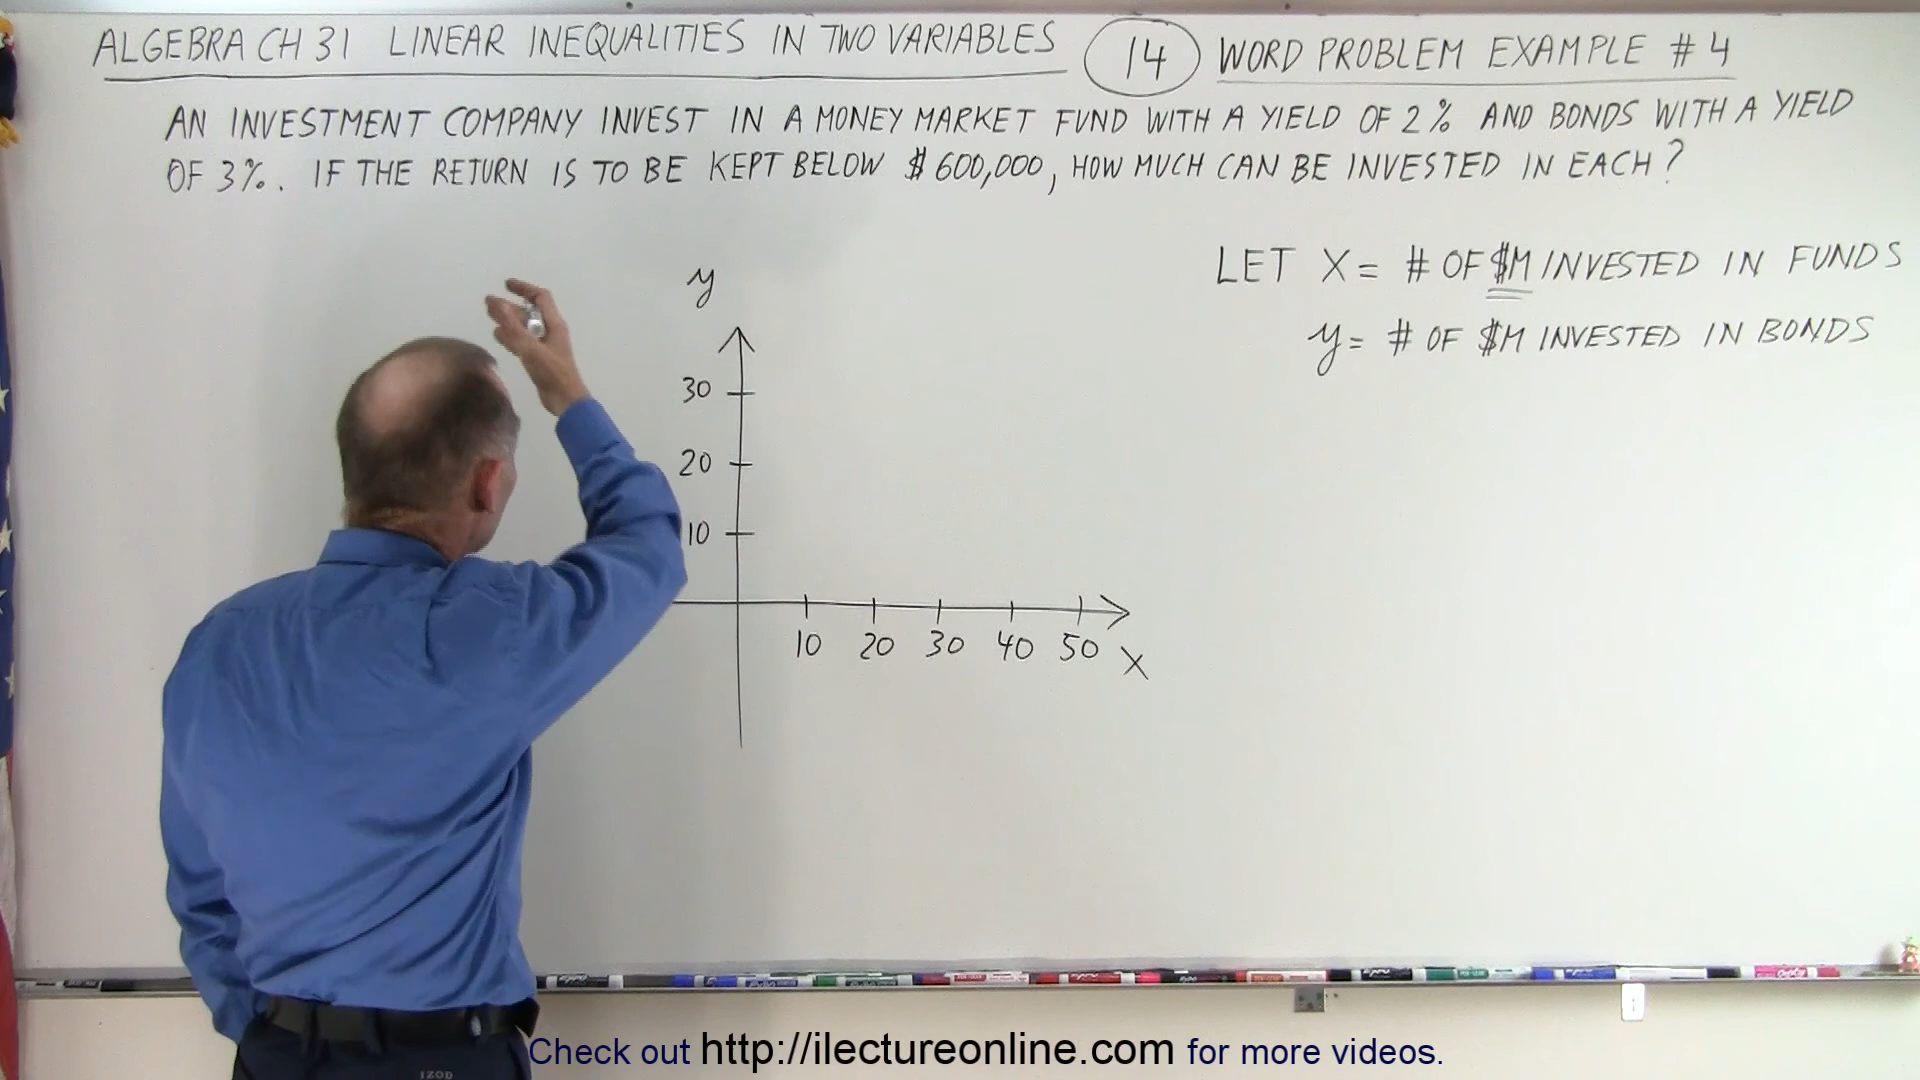 ALGEBRA CH 31 LINEAR INEQUALITIES IN TWO VARIABLES 14 WORD PROBLEM EXAMPLE # 4
AN INVESTMENT COMPANY INVEST IN A MONEY MARKET FUND WITH A YIELD OF 2% AND BONDS WITH A YIELD
OF 3%. IF THE RETURN IS TO BE KEPT BELOW $600,000, HOW MUCH CAN BE INVESTED IN EACH?
LET X = # OF $M INVESTED IN FUNDS
y = # OF $M INVESTED IN BONDS
y
30
20
10
10 20 30 40 50 X
IZOD
Check out http://ilectureonline.com for more videos.